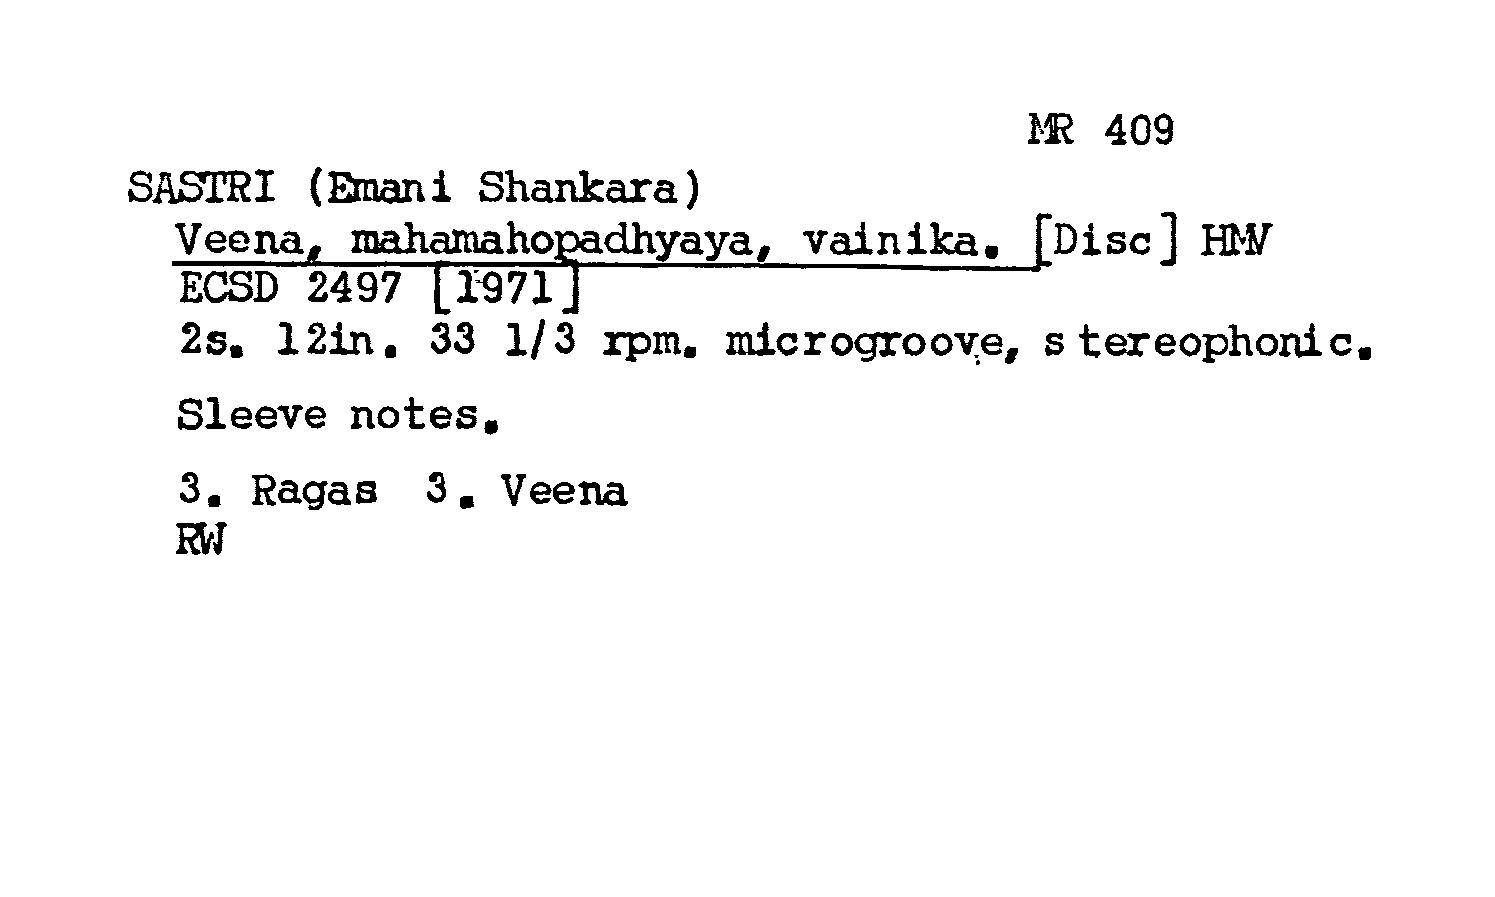 MR 409
SASTRI (Emani Shankara)
Veena, mahamahopadhyaya, vainika. [Disc] HMV
ECSD 2497 [1971]
2s. 12in. 33 1/3 rpm. microgroove, stereophonic.
Sleeve notes.
3. Ragas 3. Veena
RW